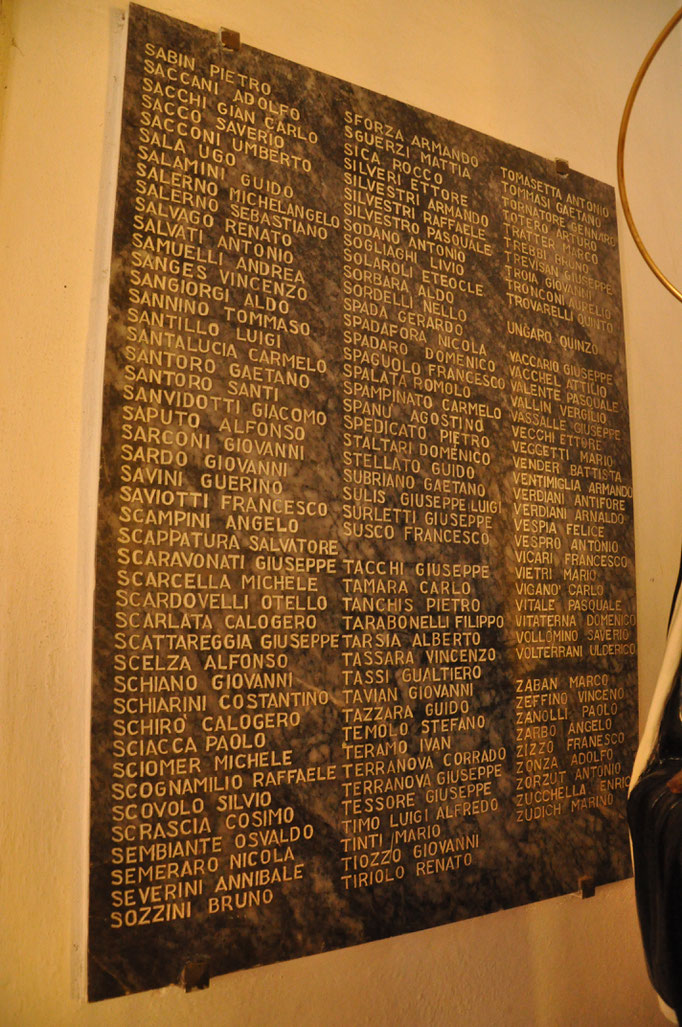 SABIN PIETRO
SACCANI ADOLFO
SACCHI GIAN CARLO
SACCO SAVERIO
SACCONI UMBERTO
SALA UGO
SALAMINI GUIDO
SALERNO MICHELANGELO
SALERNO SEBASTIANO
SALVAGO RENATO
SALVATI ANTONIO
SAMUELLI ANDREA
SANGES VINCENZO
SANGIORGI ALDO
SANNINO TOMMASO
SANTILLO LUIGI
SANTALUCIA CARMELO
SANTORO GAETANO
SANTORO SANTI
SANVIDOTTI GIACOMO
SAPUTO ALFONSO
SARCONI GIOVANNI
SARDO GIOVANNI
SAVINI GUERINO
SAVIOTTI FRANCESCO
SCAMPINI ANGELO
SCAPPATURA SALVATORE
SCARAVONATI GIUSEPPE
SCARCELLA MICHELE
SCARDOVELLI OTELLO
SCARLATA CALOGERO
SCATTAREGGIA GIUSEPPE
SCELZA ALFONSO
SCHIANO GIOVANNI
SCHIARINI COSTANTINO
SCHIRO' CALOGERO
SCIACCA PAOLO
SCIOMER MICHELE
SCOGNAMILIO RAFFAELE
SCOVOLO SILVIO
SCRASCIA COSIMO
SEMBIANTE OSVALDO
SEMERARO NICOLA
SEVERINI ANNIBALE
SOZZINI BRUNO
SFORZA ARMANDO
SGUERZI MATTIA
SICA ROCCO
SILVERI ETTORE
SILVESTRI ARMANDO
SILVESTRI RAFFAELE
SILVESTRO PASQUALE
SODANO ANTONIO
SOGLIAGHI LIVIO
SOLAROLI ETEOCLE
SORBARA ALDO
SORDELLI NELLO
SPADA GERARDO
SPADAFORA NICOLA
SPADARO DOMENICO
SPAGUOLO FRANCESCO
SPALATA ROMOLO
SPAMPINATO CARMELO
SPANU AGOSTINO
SPEDICATO PIETRO
STALTARI DOMENICO
STELLATO GUIDO
SUBRIANO GAETANO
SULIS GIUSEPPE LUIGI
SURLETTI GIUSEPPE
SUSCO FRANCESCO
TACCHI GIUSEPPE
TAMARA CARLO
TANCHIS PIETRO
TARABONELLI FILIPPO
TARSIA ALBERTO
TASSARA VINCENZO
TASSI GUALTIERO
TAVIAN GIOVANNI
TAZZARA GUIDO
TEMOLO STEFANO
TERAMO IVAN
TERRANOVA CORRADO
TERRANOVA GIUSEPPE
TESSORE GIUSEPPE
TIMO LUIGI ALFREDO
TINTI MARIO
TIOZZO GIOVANNI
TIRIOLO RENATO
TOMASETTA ANTONIO
TOMMASI GAETANO
TORNATORE GENNARO
TOTERO ARTURO
TRATTER MARCO
TREBBI BRUNO
TREVISAN GIUSEPPE
TROIA GIOVANNI
TRONCONI AURELIO
TROVARELLI QUINTO
UNGARO QUINZO
VACCARIO GIUSEPPE
VACCHEL ATTILIO
VALENTE PASQUALE
VALLIN VERGILIO
VASSALLE GIUSEPPE
VECCHI ETTORE
VEGGETTI MARIO
VENDER BATTISTA
VENTIMIGLIA ARMANDO
VERDIANI ANTIFORE
VERDIANI ARNALDO
VESPIA FELICE
VESPRO ANTONIO
VICARI FRANCESCO
VIETRI MARIO
VIGANO' CARLO
VITALE PASQUALE
VITATERNA DOMENICO
VOLLOMINO SAVERIO
VOLTERRANI ULDERICO
ZABAN MARCO
ZEFFINO VINCENO
ZANOLLI PAOLO
ZARBO ANGELO
ZIZZO FRANESCO
ZONZA ADOLFO
ZORZUT ANTONIO
ZUCCHELLA ENRIC
ZUDICH MARINO